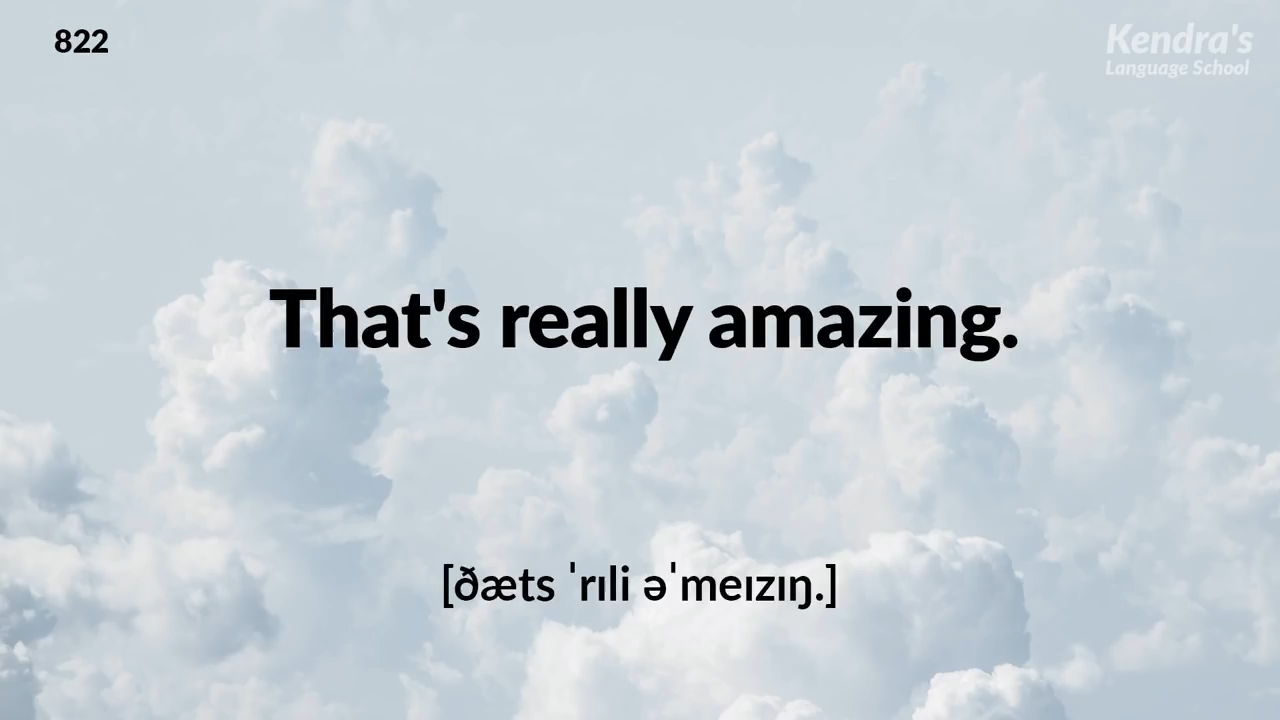 822
Kendra's
Language School
That's really amazing.
[ðæts ˈrɪli əˈmeɪzɪŋ.]